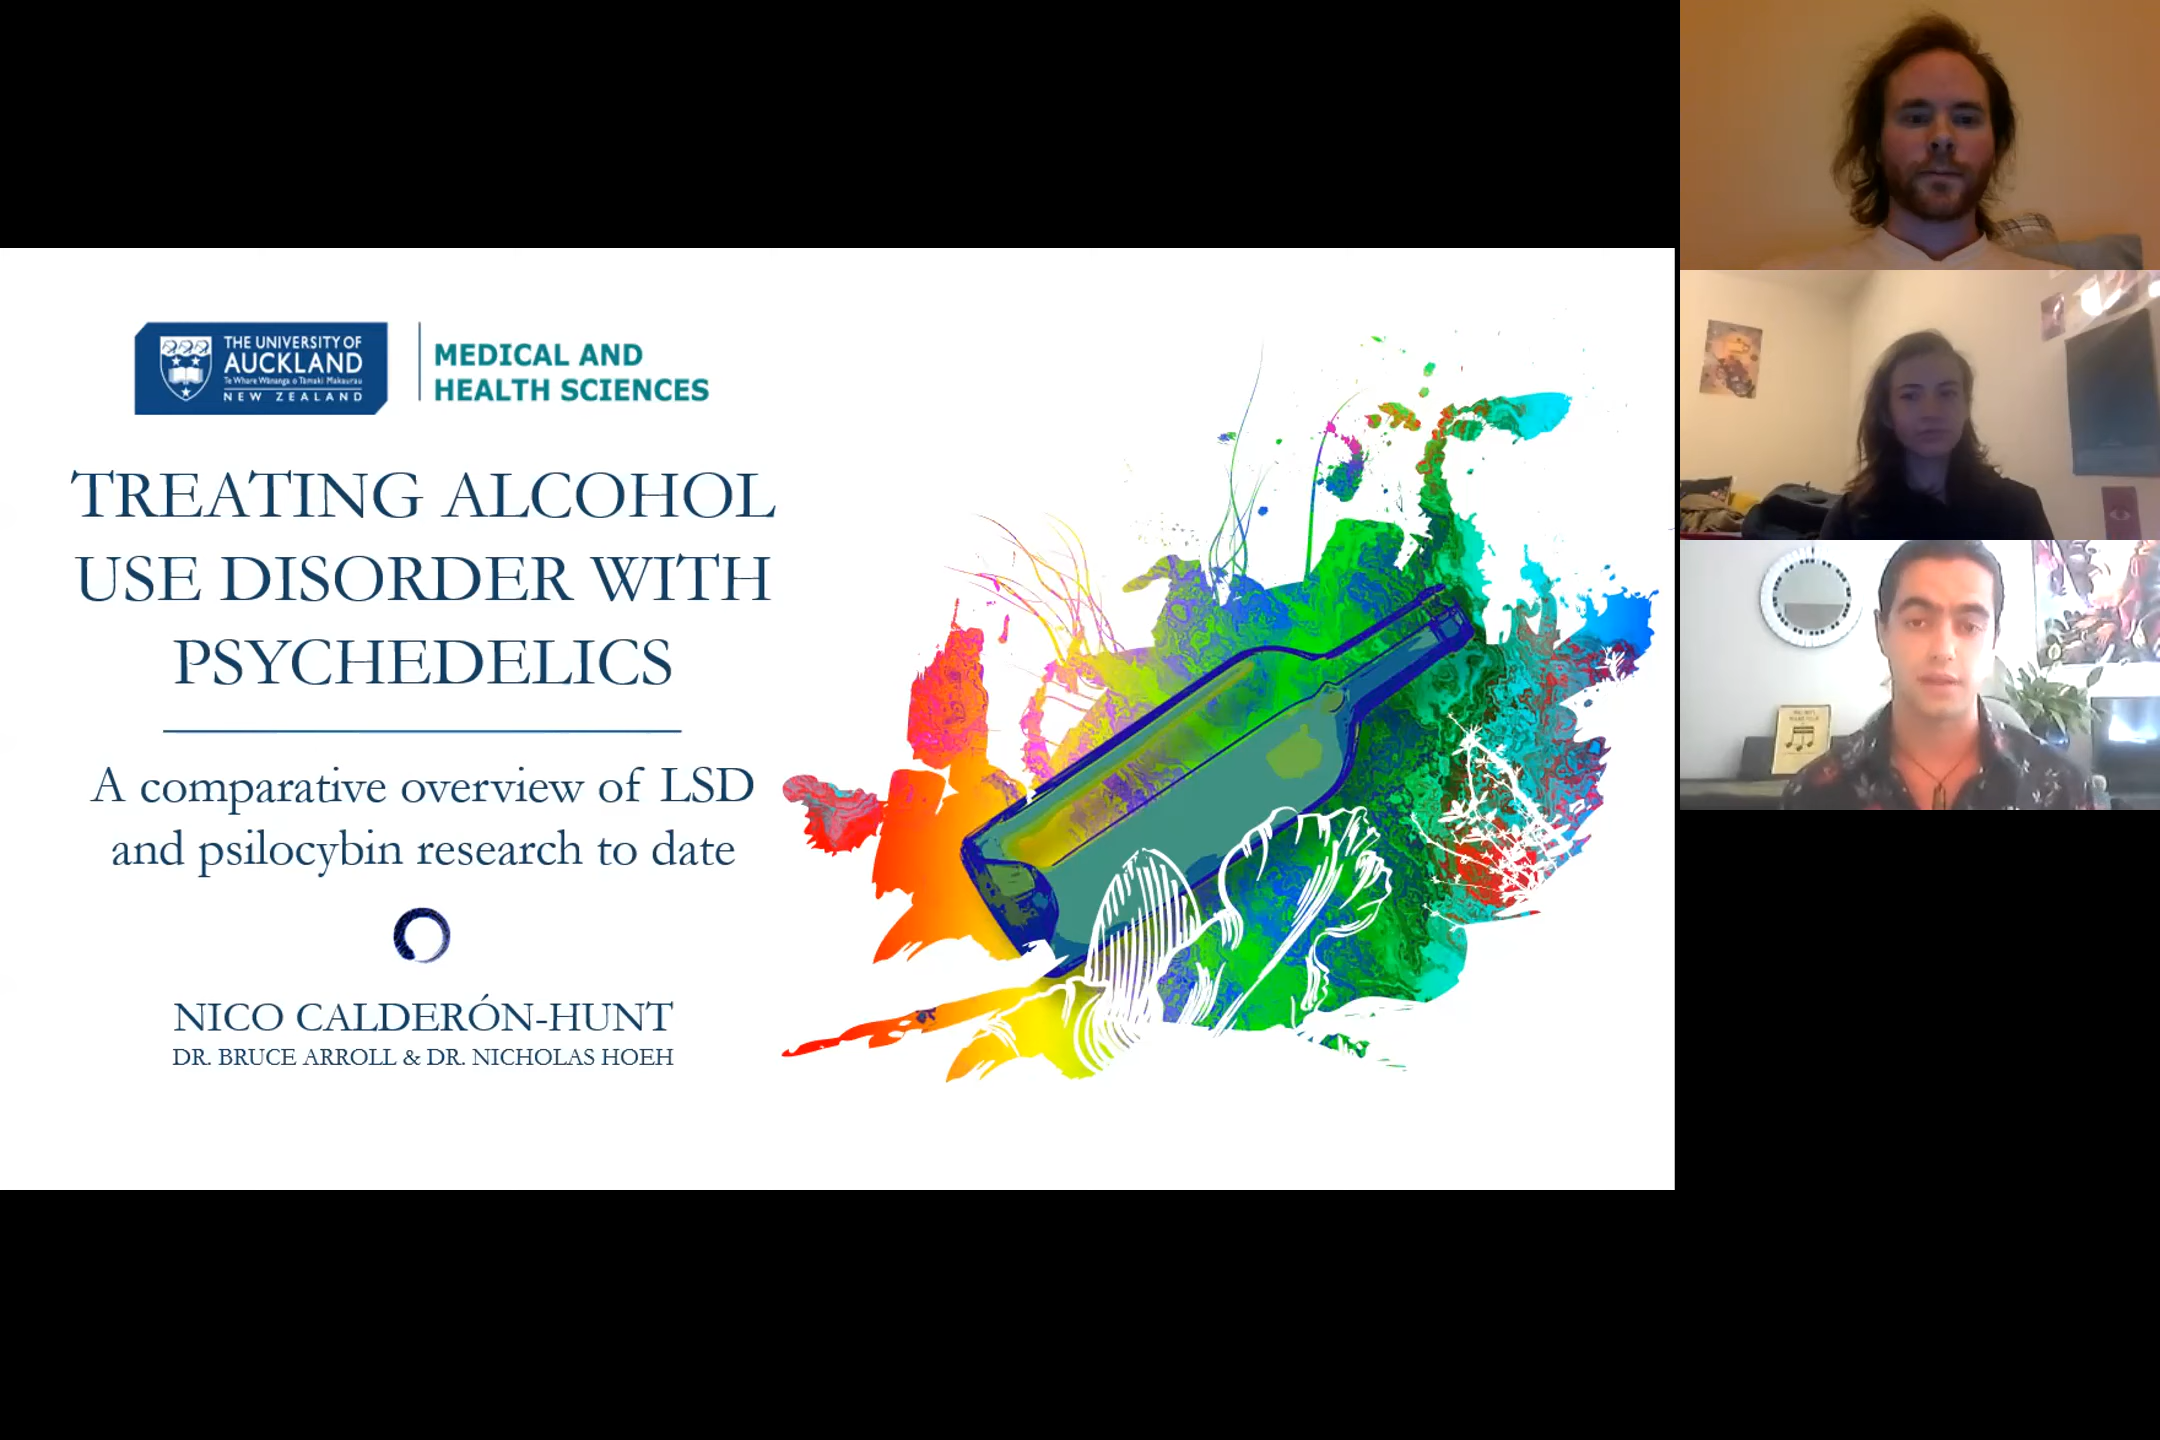 THE UNIVERSITY OF
AUCKLAND
Te Whare Wānanga o Tāmaki Makaurau
NEW ZEALAND
MEDICAL AND
HEALTH SCIENCES
TREATING ALCOHOL
USE DISORDER WITH
PSYCHEDELICS
A comparative overview of LSD
and psilocybin research to date
NICO CALDERÓN-HUNT
DR. BRUCE ARROLL & DR. NICHOLAS HOEH